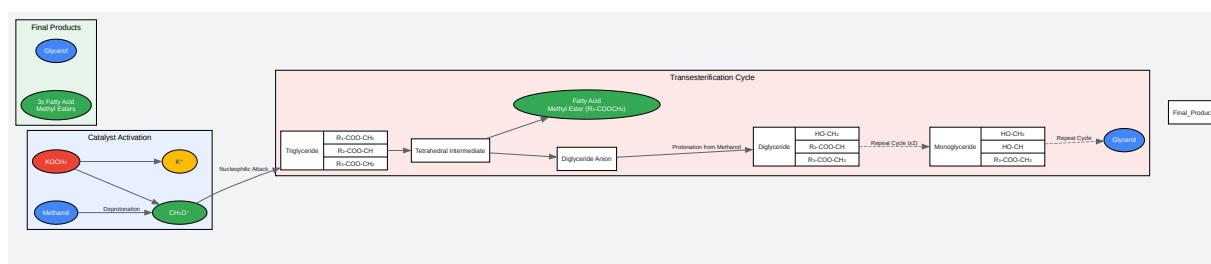 Final Products
Glycerol
3x Fatty Acid
Methyl Esters
Catalyst Activation
KOCH₃
K⁺
Methanol
Deprotonation
CH₃O⁻
Nucleophilic Attack
Transesterification Cycle
Triglyceride
R₁-COO-CH₂
R₂-COO-CH
R₃-COO-CH₂
Tetrahedral Intermediate
Fatty Acid
Methyl Ester (R₁-COOCH₃)
Diglyceride Anion
Protonation from Methanol
Diglyceride
HO-CH₂
R₂-COO-CH
R₃-COO-CH₂
Repeat Cycle (x2)
Monoglyceride
HO-CH₂
HO-CH
R₃-COO-CH₂
Repeat Cycle
Glycerol
Final_Produc